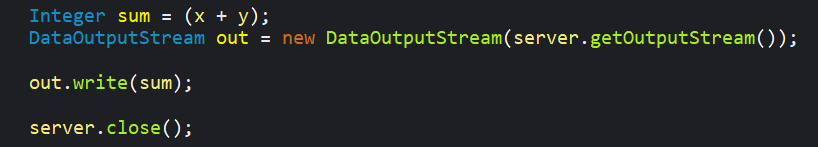 Integer sum = (x + y);
DataOutputStream out = new DataOutputStream(server.getOutputStream());
out.write(sum);
server.close();